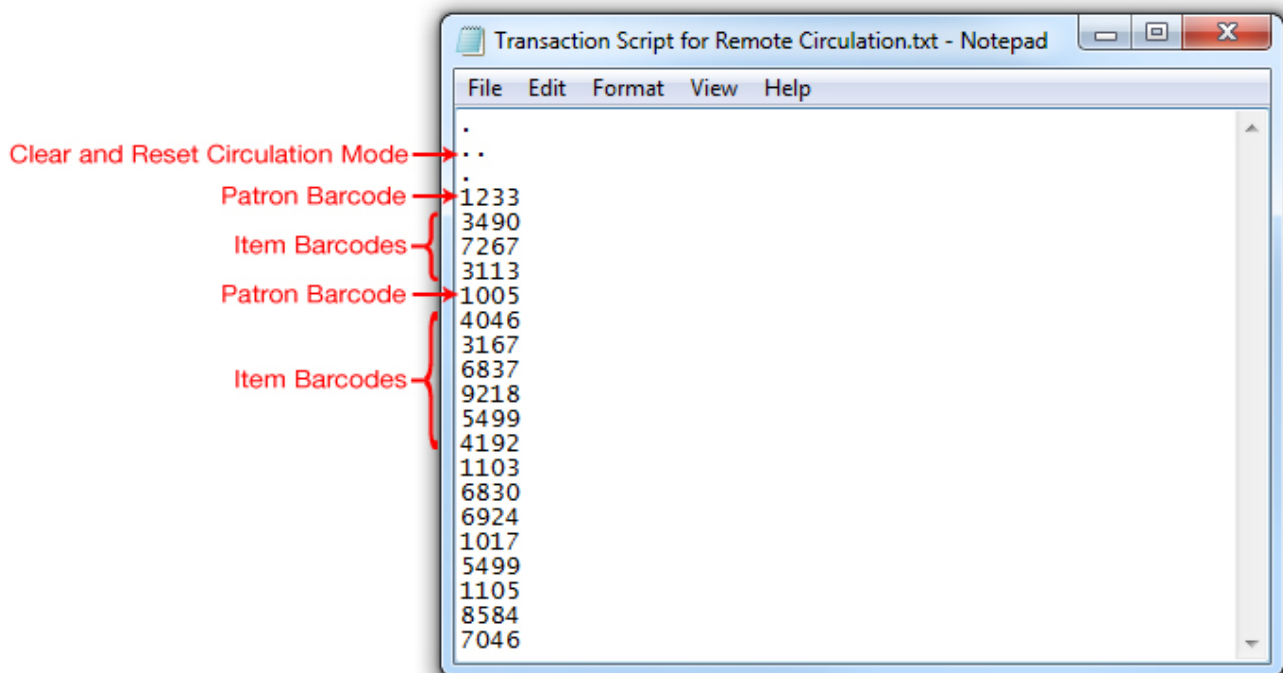 Transaction Script for Remote Circulation.txt - Notepad
File Edit Format View Help
.
Clear and Reset Circulation Mode ..
.
Patron Barcode 1233
3490
Item Barcodes 7267
3113
Patron Barcode 1005
4046
3167
Item Barcodes 6837
9218
5499
4192
1103
6830
6924
1017
5499
1105
8584
7046